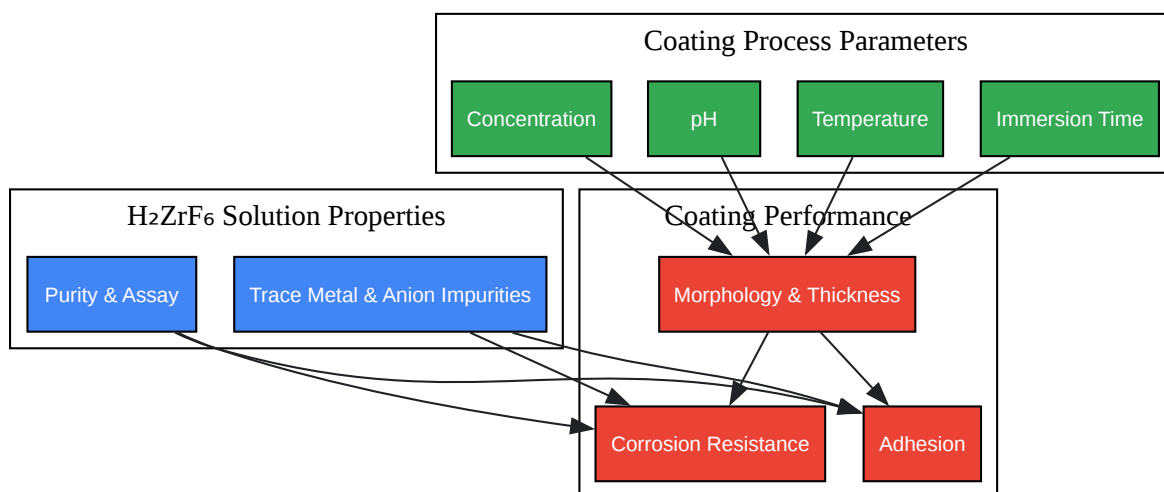 Coating Process Parameters
Concentration
pH
Temperature
Immersion Time
H₂ZrF₆ Solution Properties
Purity & Assay
Trace Metal & Anion Impurities
Coating Performance
Morphology & Thickness
Corrosion Resistance
Adhesion